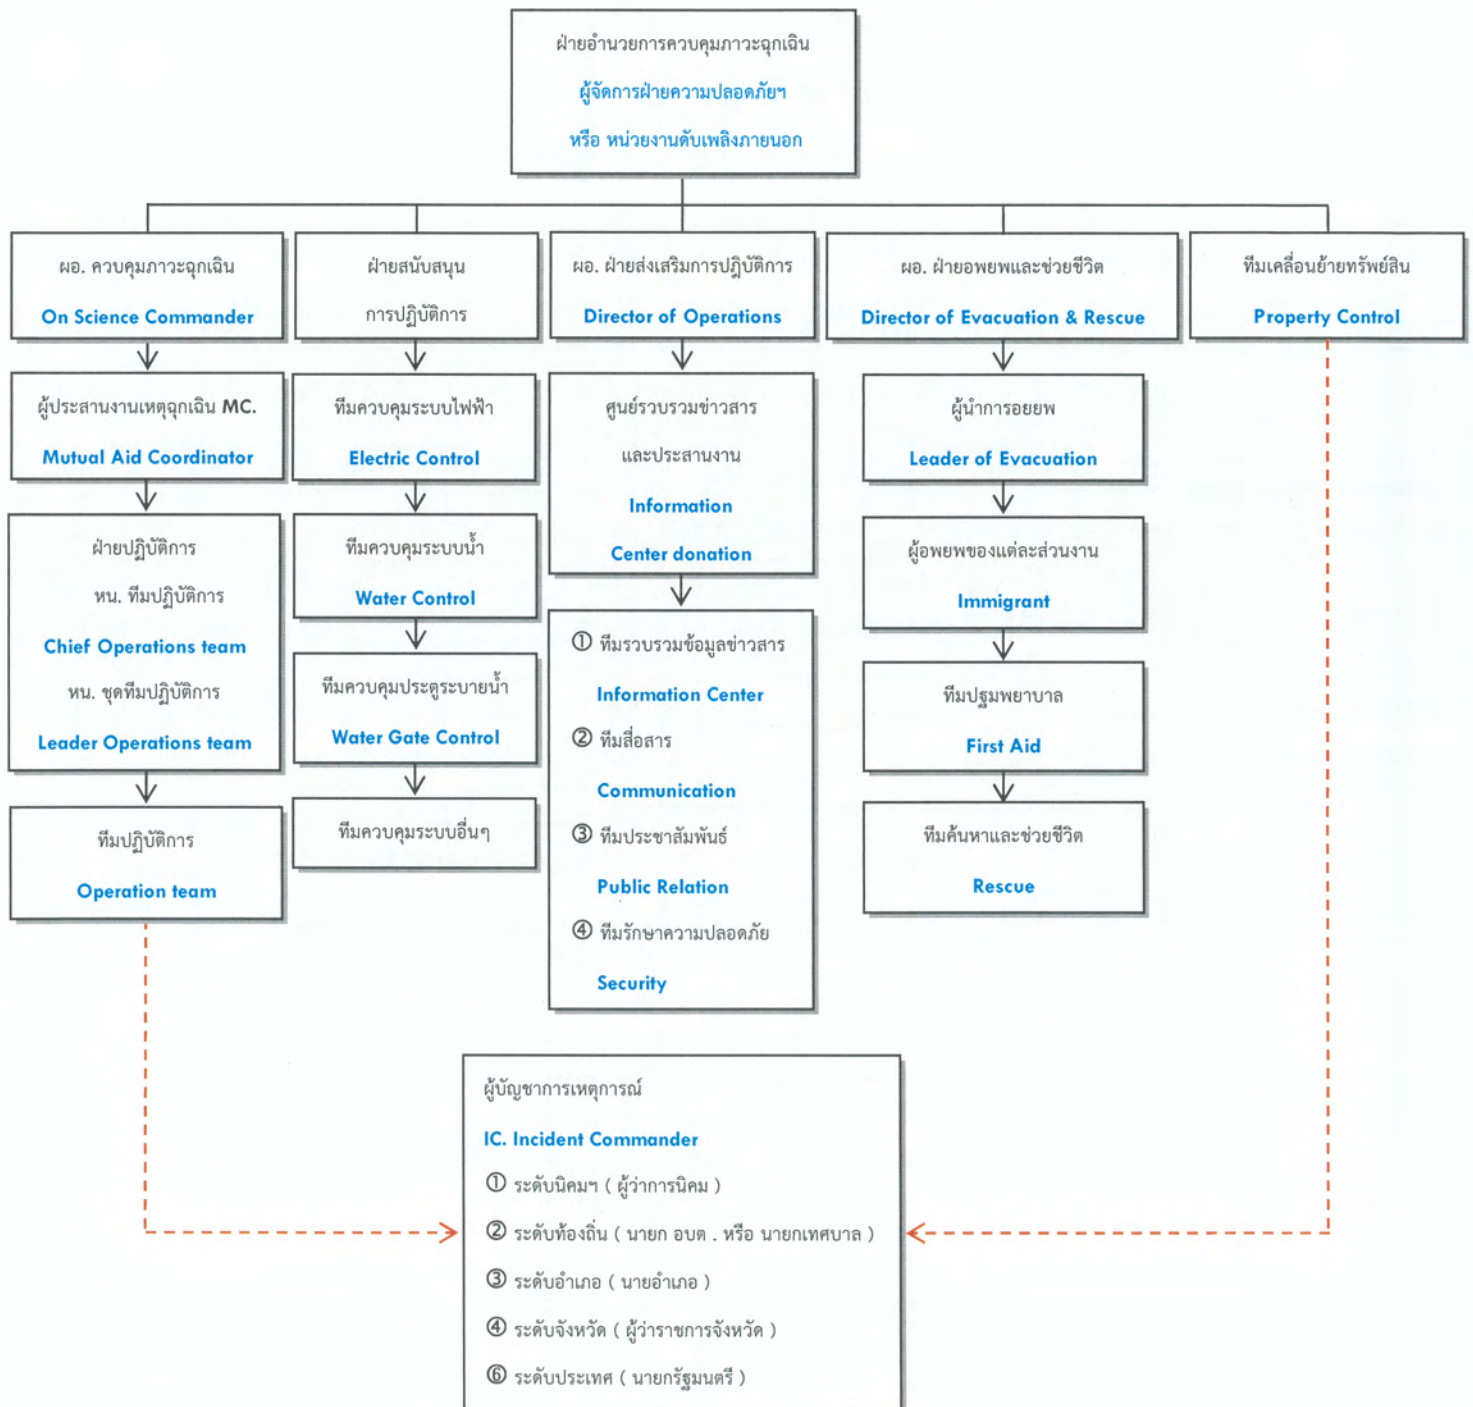 ฝ่ายอำนวยการควบคุมภาวะฉุกเฉิน
ผู้จัดการฝ่ายความปลอดภัยฯ
หรือ หน่วยงานดับเพลิงภายนอก
ผอ. ควบคุมภาวะฉุกเฉิน
On Science Commander
ผู้ประสานงานเหตุฉุกเฉิน MC.
Mutual Aid Coordinator
ฝ่ายปฏิบัติการ
หน. ทีมปฏิบัติการ
Chief Operations team
หน. ชุดทีมปฏิบัติการ
Leader Operations team
ทีมปฏิบัติการ
Operation team
ฝ่ายสนับสนุน
การปฏิบัติการ
ทีมควบคุมระบบไฟฟ้า
Electric Control
ทีมควบคุมระบบน้ำ
Water Control
ทีมควบคุมประตูระบายน้ำ
Water Gate Control
ทีมควบคุมระบบอื่นๆ
ผอ. ฝ่ายส่งเสริมการปฎิบัติการ
Director of Operations
ศูนย์รวบรวมข่าวสาร
และประสานงาน
Information
Center donation
① ทีมรวบรวมข้อมูลข่าวสาร
Information Center
② ทีมสื่อสาร
Communication
③ ทีมประชาสัมพันธ์
Public Relation
④ ทีมรักษาความปลอดภัย
Security
ผอ. ฝ่ายอพยพและช่วยชีวิต
Director of Evacuation & Rescue
ผู้นำการอยยพ
Leader of Evacuation
ผู้อพยพของแต่ละส่วนงาน
Immigrant
ทีมปฐมพยาบาล
First Aid
ทีมค้นหาและช่วยชีวิต
Rescue
ทีมเคลื่อนย้ายทรัพย์สิน
Property Control
ผู้บัญชาการเหตุการณ์
IC. Incident Commander
① ระดับนิคมฯ ( ผู้ว่าการนิคม )
② ระดับท้องถิ่น ( นายก อบต . หรือ นายกเทศบาล )
③ ระดับอำเภอ ( นายอำเภอ )
④ ระดับจังหวัด ( ผู้ว่าราชการจังหวัด )
⑥ ระดับประเทศ ( นายกรัฐมนตรี )